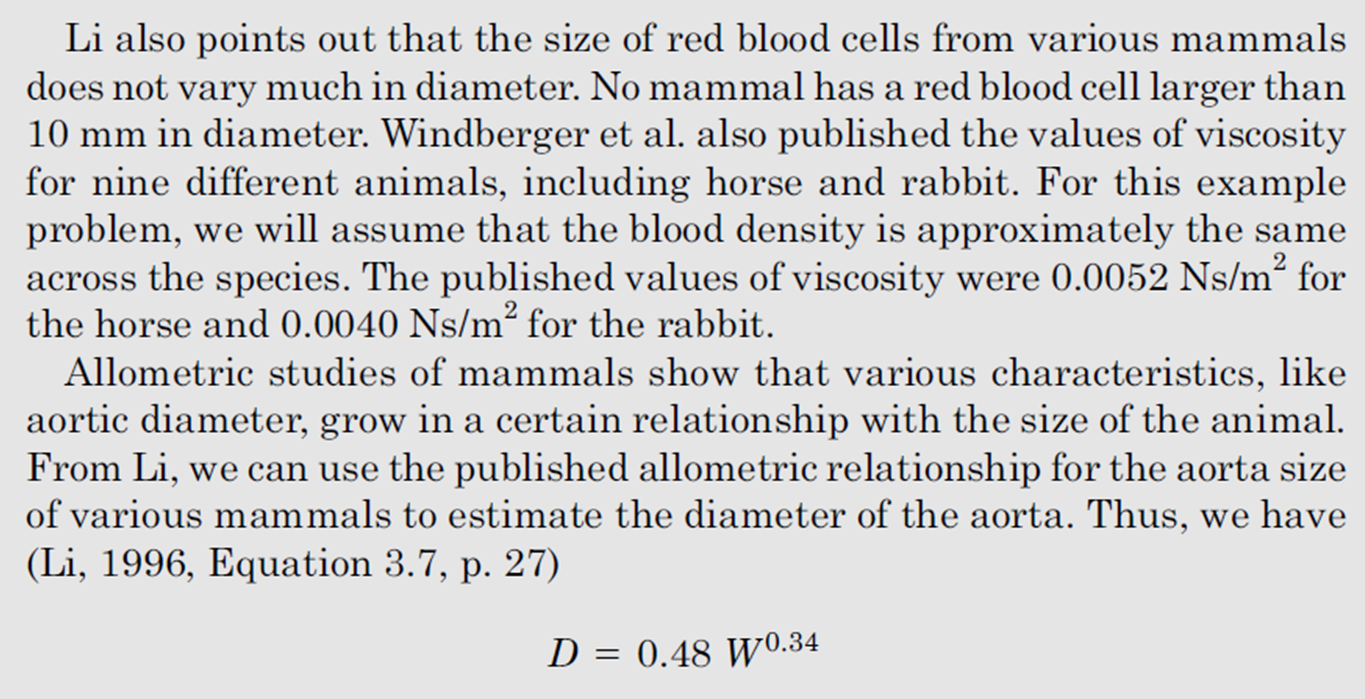 Li also points out that the size of red blood cells from various mammals
does not vary much in diameter. No mammal has a red blood cell larger than
10 mm in diameter. Windberger et al. also published the values of viscosity
for nine different animals, including horse and rabbit. For this example
problem, we will assume that the blood density is approximately the same
across the species. The published values of viscosity were 0.0052 Ns/m² for
the horse and 0.0040 Ns/m² for the rabbit.
Allometric studies of mammals show that various characteristics, like
aortic diameter, grow in a certain relationship with the size of the animal.
From Li, we can use the published allometric relationship for the aorta size
of various mammals to estimate the diameter of the aorta. Thus, we have
(Li, 1996, Equation 3.7, p. 27)
D = 0.48 W^0.34